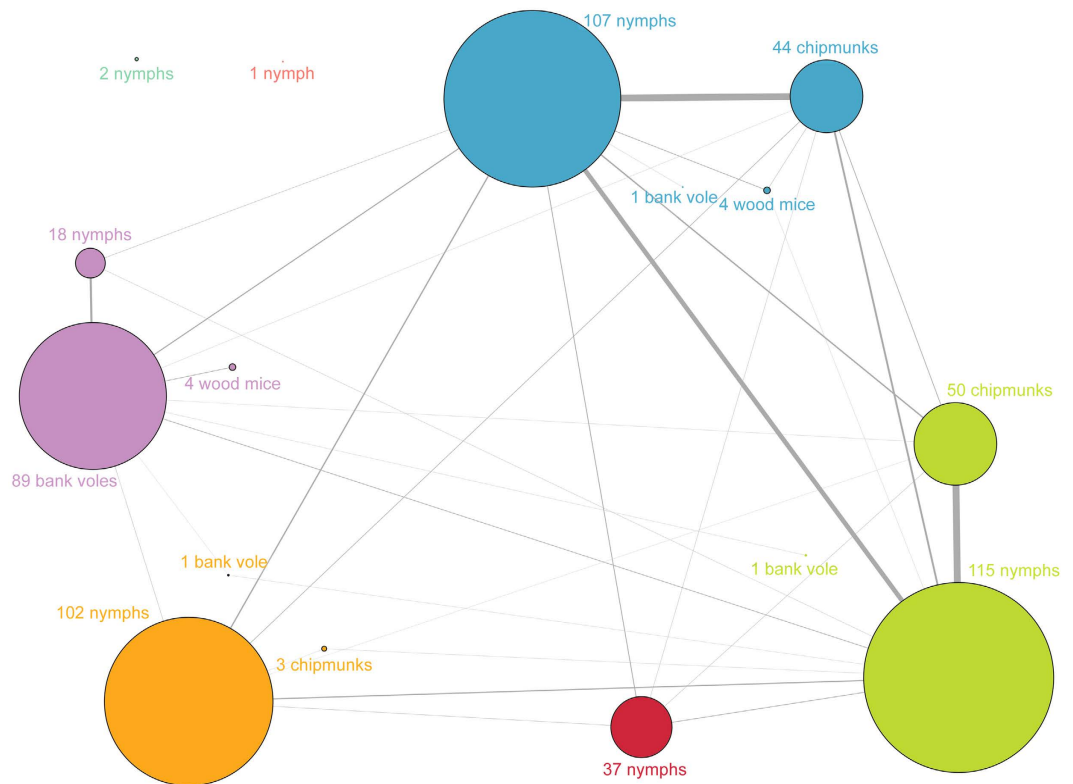 107 nymphs
44 chipmunks
2 nymphs
1 nymph
1 bank vole
4 wood mice
18 nymphs
4 wood mice
50 chipmunks
89 bank voles
1 bank vole
1 bank vole
115 nymphs
102 nymphs
3 chipmunks
37 nymphs